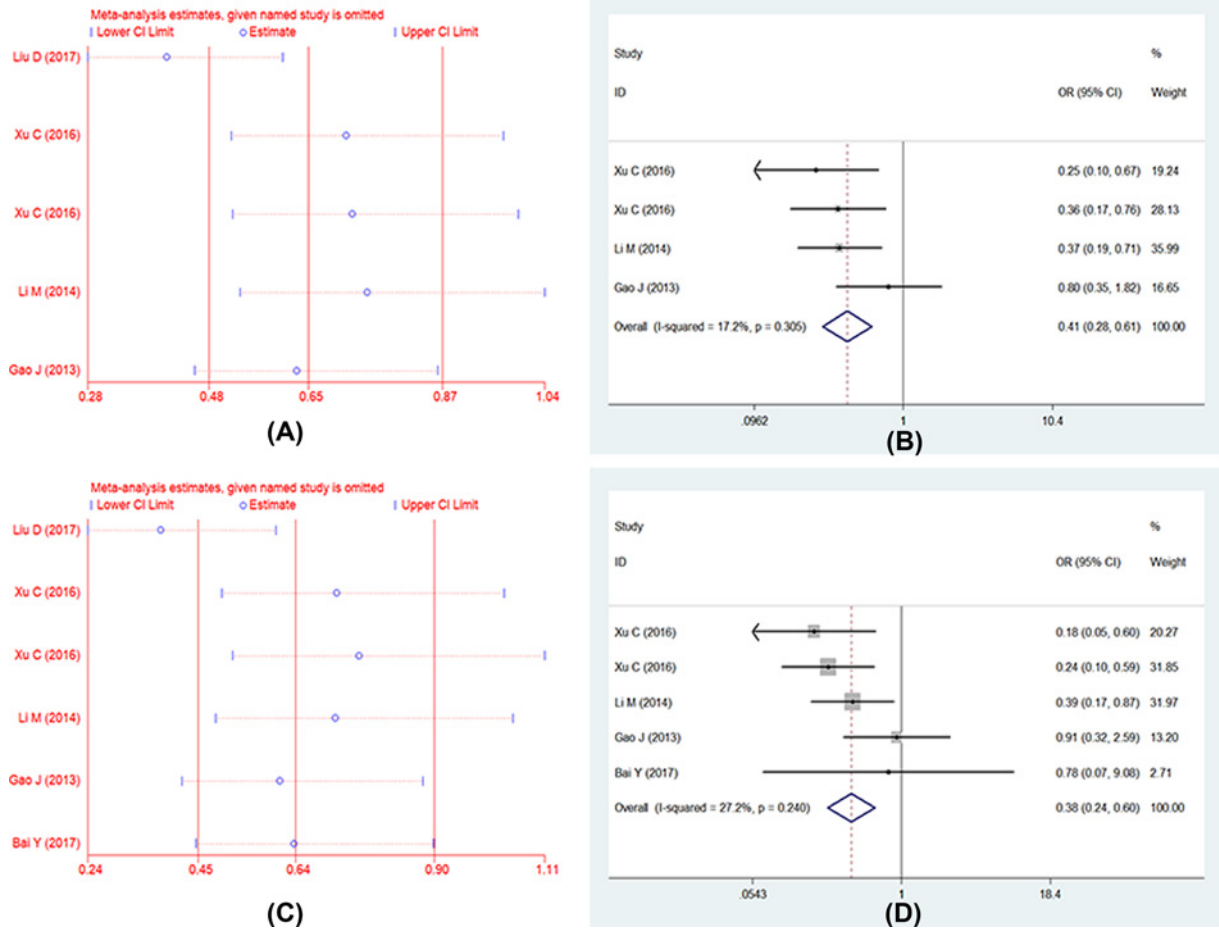 Meta-analysis estimates, given named study is omitted
Lower CI Limit Estimate Upper CI Limit
Liu D (2017)
Xu C (2016)
Xu C (2016)
Li M (2014)
Gao J (2013)
0.28 0.48 0.65 0.87 1.04
(A)
Study %
ID OR (95% CI) Weight
Xu C (2016) 0.25 (0.10, 0.67) 19.24
Xu C (2016) 0.36 (0.17, 0.76) 28.13
Li M (2014) 0.37 (0.19, 0.71) 35.99
Gao J (2013) 0.80 (0.35, 1.82) 16.65
Overall (I-squared = 17.2%, p = 0.305) 0.41 (0.28, 0.61) 100.00
.0962 1 10.4
(B)
Meta-analysis estimates, given named study is omitted
Lower CI Limit Estimate Upper CI Limit
Liu D (2017)
Xu C (2016)
Xu C (2016)
Li M (2014)
Gao J (2013)
Bai Y (2017)
0.24 0.45 0.64 0.90 1.11
(C)
Study %
ID OR (95% CI) Weight
Xu C (2016) 0.18 (0.05, 0.60) 20.27
Xu C (2016) 0.24 (0.10, 0.59) 31.85
Li M (2014) 0.39 (0.17, 0.87) 31.97
Gao J (2013) 0.91 (0.32, 2.59) 13.20
Bai Y (2017) 0.78 (0.07, 9.08) 2.71
Overall (I-squared = 27.2%, p = 0.240) 0.38 (0.24, 0.60) 100.00
.0543 1 18.4
(D)